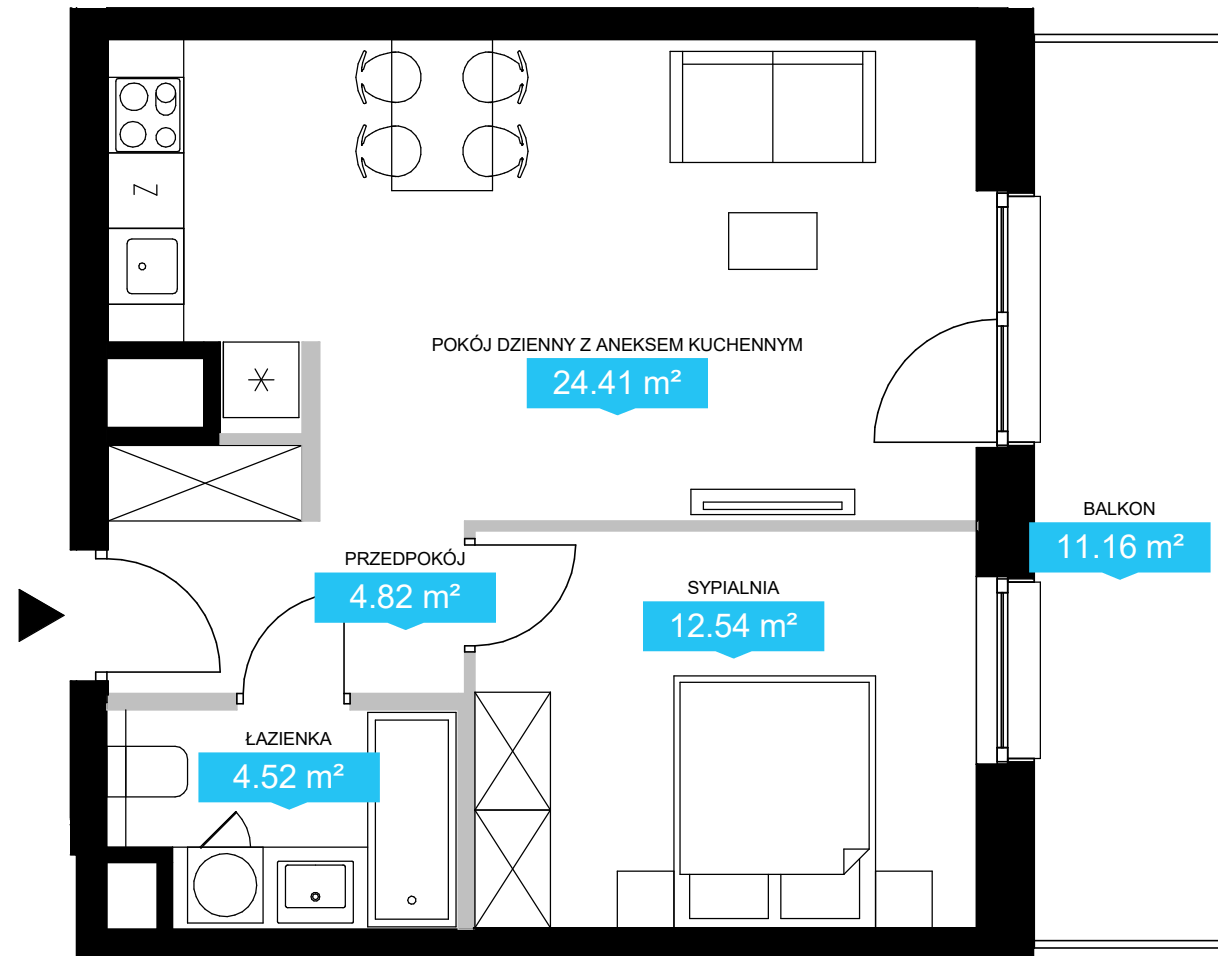 Z
POKÓJ DZIENNY Z ANEKSEM KUCHENNYM
24.41 m²
BALKON
11.16 m²
PRZEDPOKÓJ
4.82 m²
SYPIALNIA
12.54 m²
ŁAZIENKA
4.52 m²